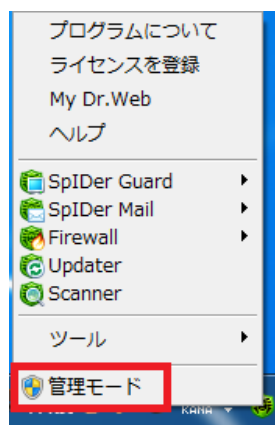 プログラムについて
ライセンスを登録
My Dr.Web
ヘルプ
SpIDer Guard
SpIDer Mail
Firewall
Updater
Scanner
ツール
管理モード
KANA